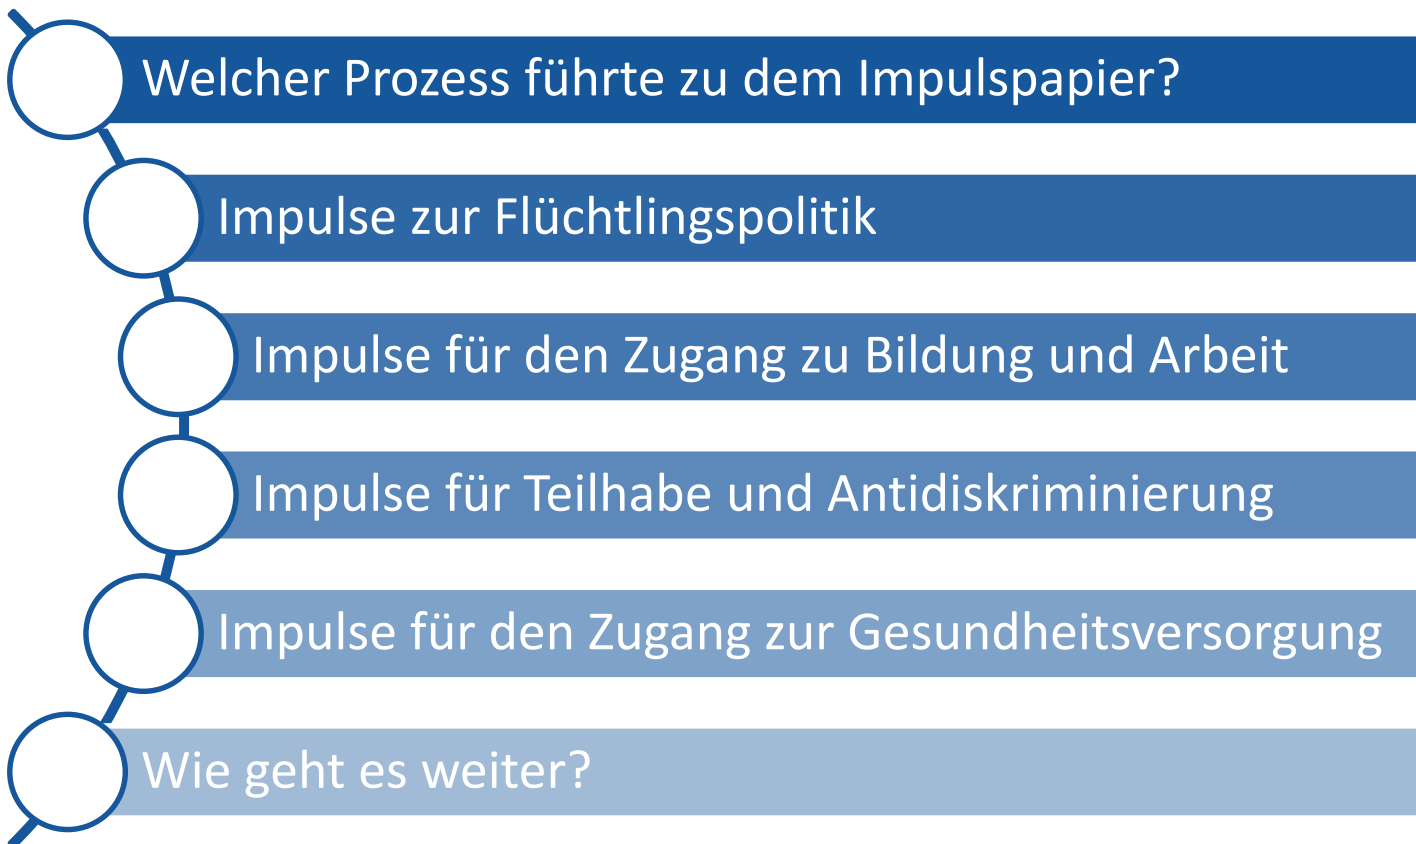 Welcher Prozess führte zu dem Impulspapier?
Impulse zur Flüchtlingspolitik
Impulse für den Zugang zu Bildung und Arbeit
Impulse für Teilhabe und Antidiskriminierung
Impulse für den Zugang zur Gesundheitsversorgung
Wie geht es weiter?